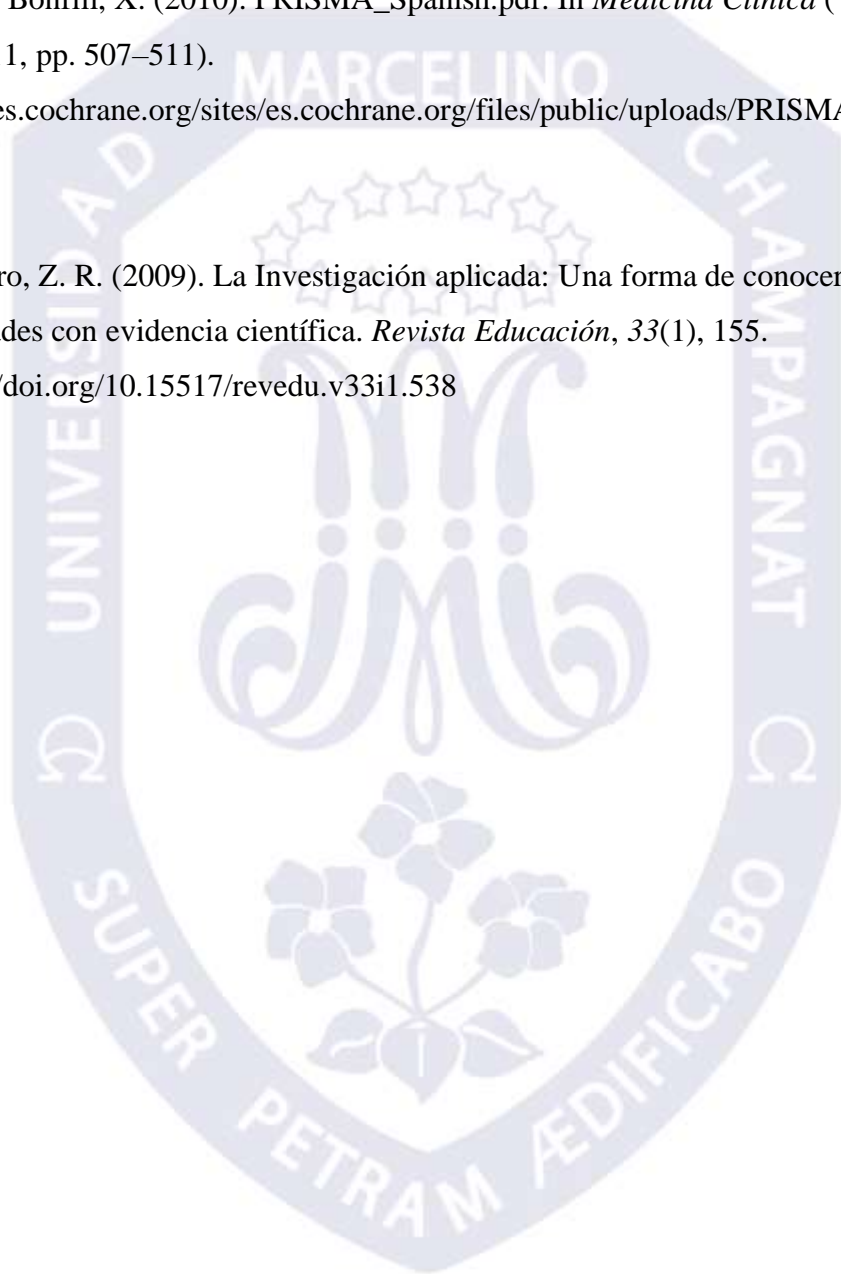 Bonfill, X. (2010). PRISMA_Spanish.pdf. In Medicina Clínica (
1, pp. 507–511).
es.cochrane.org/sites/es.cochrane.org/files/public/uploads/PRISMA
ro, Z. R. (2009). La Investigación aplicada: Una forma de conocer
des con evidencia científica. Revista Educación, 33(1), 155.
/doi.org/10.15517/revedu.v33i1.538
UNIVERSIDAD MARCELINO CHAMPAGNAT
SUPER PETRAM ÆDIFICABO